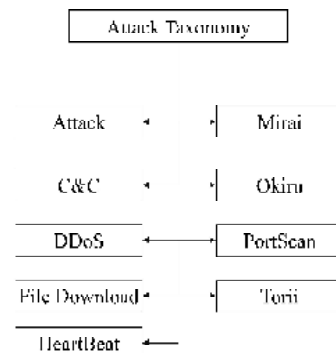 Attack Taxonomy
Attack
Mirai
C&C
Okiru
DDoS
PortScan
File Download
Torii
HeartBeat